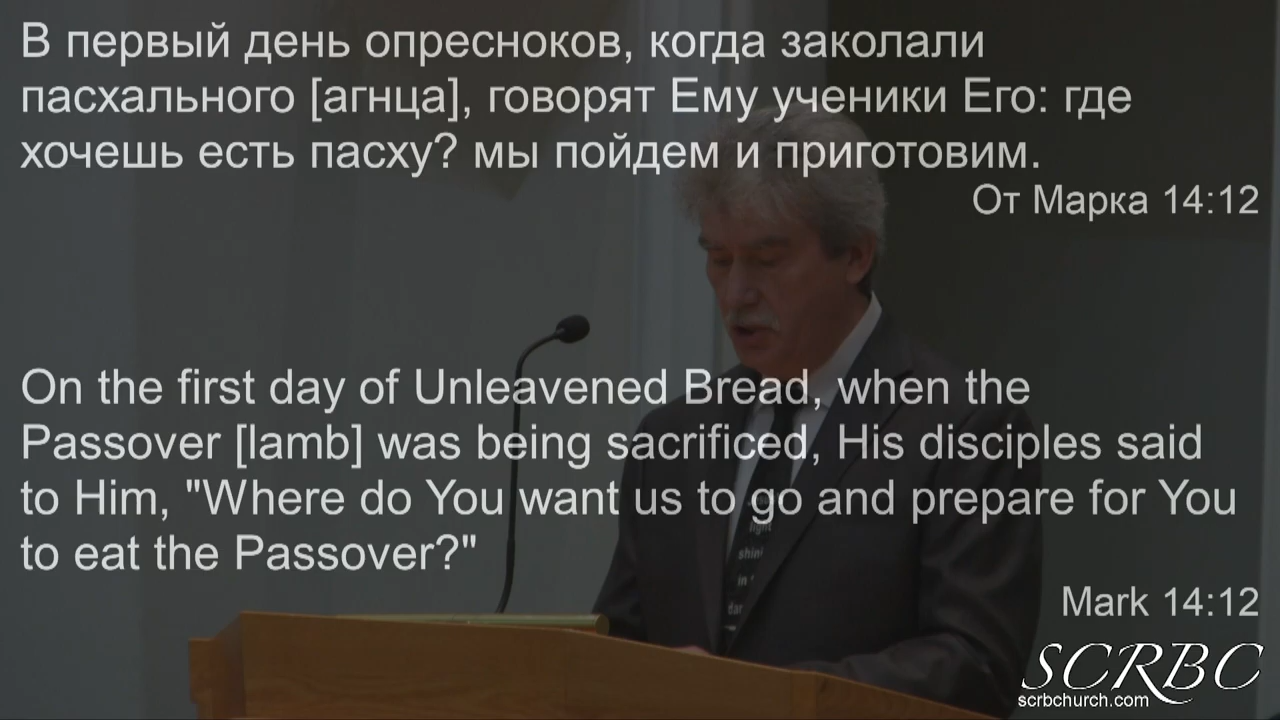 В первый день опресноков, когда заколали
пасхального [агнца], говорят Ему ученики Его: где
хочешь есть пасху? мы пойдем и приготовим.
От Марка 14:12
On the first day of Unleavened Bread, when the
Passover [lamb] was being sacrificed, His disciples said
to Him, "Where do You want us to go and prepare for You
to eat the Passover?"
Mark 14:12
SCRBC
scrbchurch.com